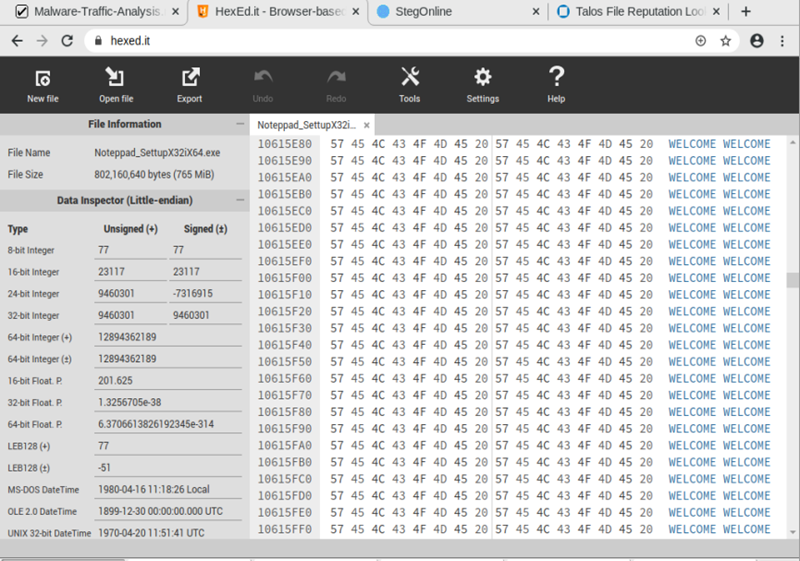 Malware-Traffic-Analysis. HexEd.it - Browser-based StegOnline Talos File Reputation Loo
hexed.it
New file Open file Export Undo Redo Tools Settings Help
File Information
File Name Noteppad_SettupX32iX64.exe
File Size 802,160,640 bytes (765 MiB)
Data Inspector (Little-endian)
Type Unsigned (+) Signed (±)
8-bit Integer 77 77
16-bit Integer 23117 23117
24-bit Integer 9460301 -7316915
32-bit Integer 9460301 9460301
64-bit Integer (+) 12894362189
64-bit Integer (±) 12894362189
16-bit Float. P. 201.625
32-bit Float. P. 1.3256705e-38
64-bit Float. P. 6.3706613826192345e-314
LEB128 (+) 77
LEB128 (±) -51
MS-DOS DateTime 1980-04-16 11:18:26 Local
OLE 2.0 DateTime 1899-12-30 00:00:00.000 UTC
UNIX 32-bit DateTime 1970-04-20 11:51:41 UTC
Noteppad_SettupX32i...
10615E80 57 45 4C 43 4F 4D 45 20 57 45 4C 43 4F 4D 45 20 WELCOME WELCOME
10615E90 57 45 4C 43 4F 4D 45 20 57 45 4C 43 4F 4D 45 20 WELCOME WELCOME
10615EA0 57 45 4C 43 4F 4D 45 20 57 45 4C 43 4F 4D 45 20 WELCOME WELCOME
10615EB0 57 45 4C 43 4F 4D 45 20 57 45 4C 43 4F 4D 45 20 WELCOME WELCOME
10615EC0 57 45 4C 43 4F 4D 45 20 57 45 4C 43 4F 4D 45 20 WELCOME WELCOME
10615ED0 57 45 4C 43 4F 4D 45 20 57 45 4C 43 4F 4D 45 20 WELCOME WELCOME
10615EE0 57 45 4C 43 4F 4D 45 20 57 45 4C 43 4F 4D 45 20 WELCOME WELCOME
10615EF0 57 45 4C 43 4F 4D 45 20 57 45 4C 43 4F 4D 45 20 WELCOME WELCOME
10615F00 57 45 4C 43 4F 4D 45 20 57 45 4C 43 4F 4D 45 20 WELCOME WELCOME
10615F10 57 45 4C 43 4F 4D 45 20 57 45 4C 43 4F 4D 45 20 WELCOME WELCOME
10615F20 57 45 4C 43 4F 4D 45 20 57 45 4C 43 4F 4D 45 20 WELCOME WELCOME
10615F30 57 45 4C 43 4F 4D 45 20 57 45 4C 43 4F 4D 45 20 WELCOME WELCOME
10615F40 57 45 4C 43 4F 4D 45 20 57 45 4C 43 4F 4D 45 20 WELCOME WELCOME
10615F50 57 45 4C 43 4F 4D 45 20 57 45 4C 43 4F 4D 45 20 WELCOME WELCOME
10615F60 57 45 4C 43 4F 4D 45 20 57 45 4C 43 4F 4D 45 20 WELCOME WELCOME
10615F70 57 45 4C 43 4F 4D 45 20 57 45 4C 43 4F 4D 45 20 WELCOME WELCOME
10615F80 57 45 4C 43 4F 4D 45 20 57 45 4C 43 4F 4D 45 20 WELCOME WELCOME
10615F90 57 45 4C 43 4F 4D 45 20 57 45 4C 43 4F 4D 45 20 WELCOME WELCOME
10615FA0 57 45 4C 43 4F 4D 45 20 57 45 4C 43 4F 4D 45 20 WELCOME WELCOME
10615FB0 57 45 4C 43 4F 4D 45 20 57 45 4C 43 4F 4D 45 20 WELCOME WELCOME
10615FC0 57 45 4C 43 4F 4D 45 20 57 45 4C 43 4F 4D 45 20 WELCOME WELCOME
10615FD0 57 45 4C 43 4F 4D 45 20 57 45 4C 43 4F 4D 45 20 WELCOME WELCOME
10615FE0 57 45 4C 43 4F 4D 45 20 57 45 4C 43 4F 4D 45 20 WELCOME WELCOME
10615FF0 57 45 4C 43 4F 4D 45 20 57 45 4C 43 4F 4D 45 20 WELCOME WELCOME